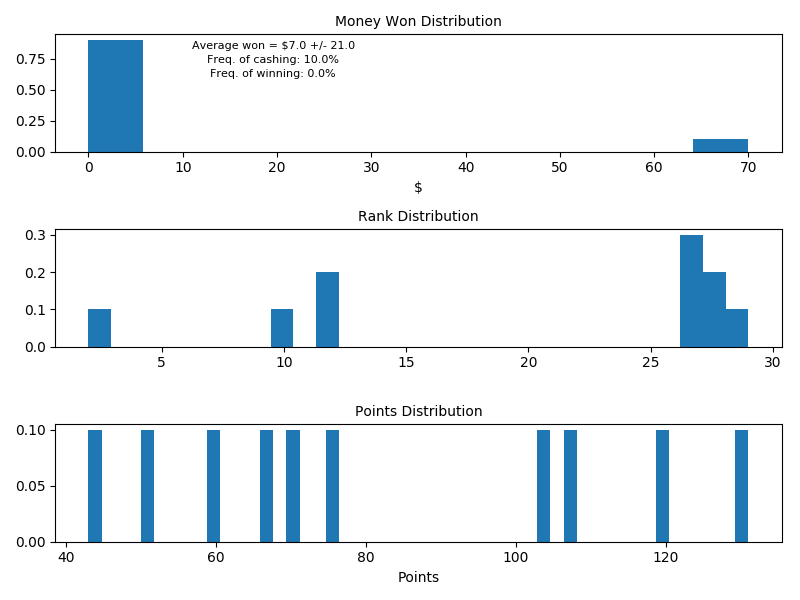 Money Won Distribution
Average won = $7.0 +/- 21.0
Freq. of cashing: 10.0%
Freq. of winning: 0.0%
0.75
0.50
0.25
0.00
0 10 20 30 40 50 60 70
$
Rank Distribution
0.3
0.2
0.1
0.0
5 10 15 20 25 30
Points Distribution
0.10
0.05
0.00
40 60 80 100 120
Points